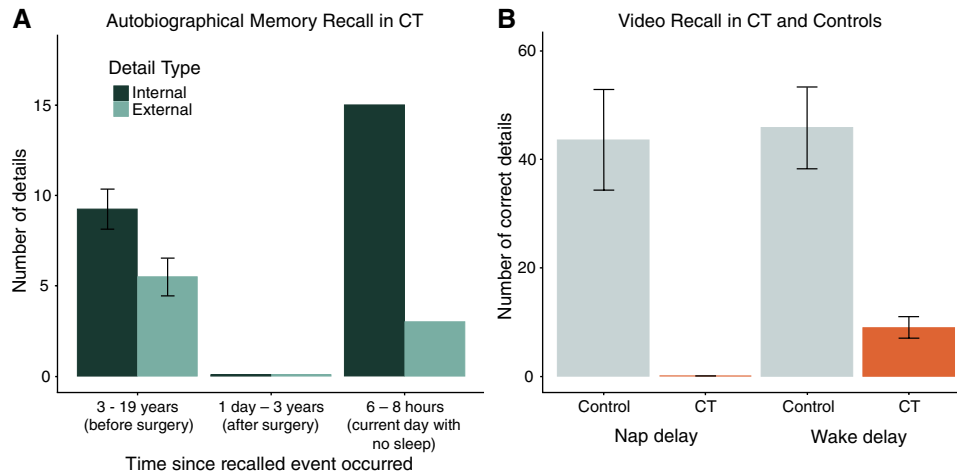 A
Autobiographical Memory Recall in CT
Detail Type
Internal
External
Number of details
15
10
5
0
3 - 19 years
(before surgery)
1 day – 3 years
(after surgery)
6 – 8 hours
(current day with
no sleep)
Time since recalled event occurred
B
Video Recall in CT and Controls
Number of correct details
60
40
20
0
Control
CT
Control
CT
Nap delay
Wake delay